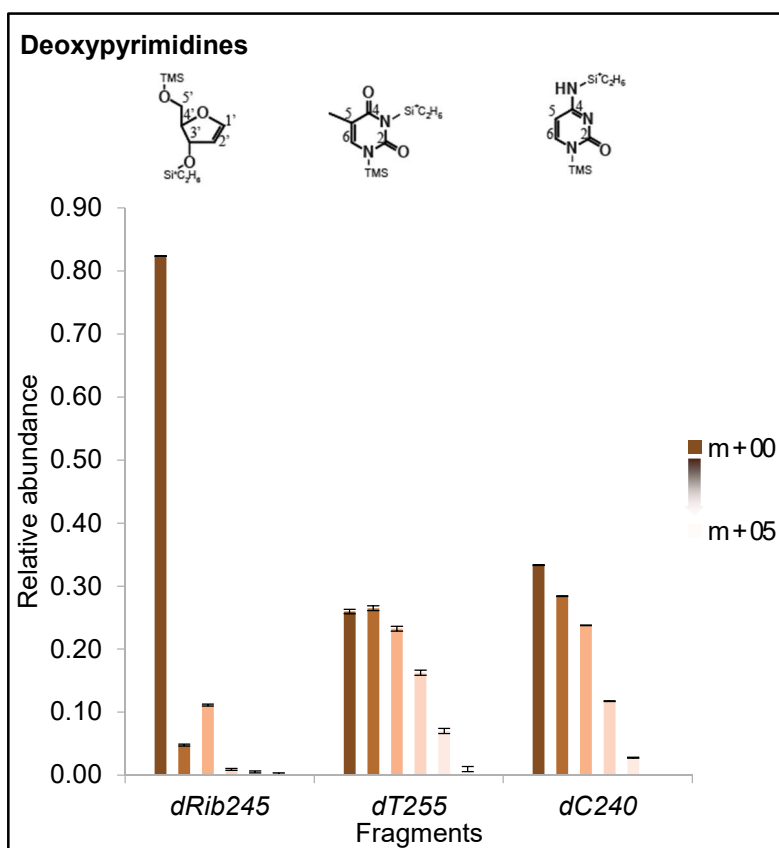 Deoxypyrimidines
TMS
O
5'
4'
O
1'
3'
2'
O
Si⁺C₂H₆
O
5
4
N
Si⁺C₂H₆
6
2
N
O
TMS
HN
Si⁺C₂H₆
5
4
N
6
2
N
O
TMS
0.90
0.80
0.70
0.60
0.50
0.40
0.30
0.20
0.10
0.00
Relative abundance
m+00
m+05
dRib245 dT255 dC240
Fragments